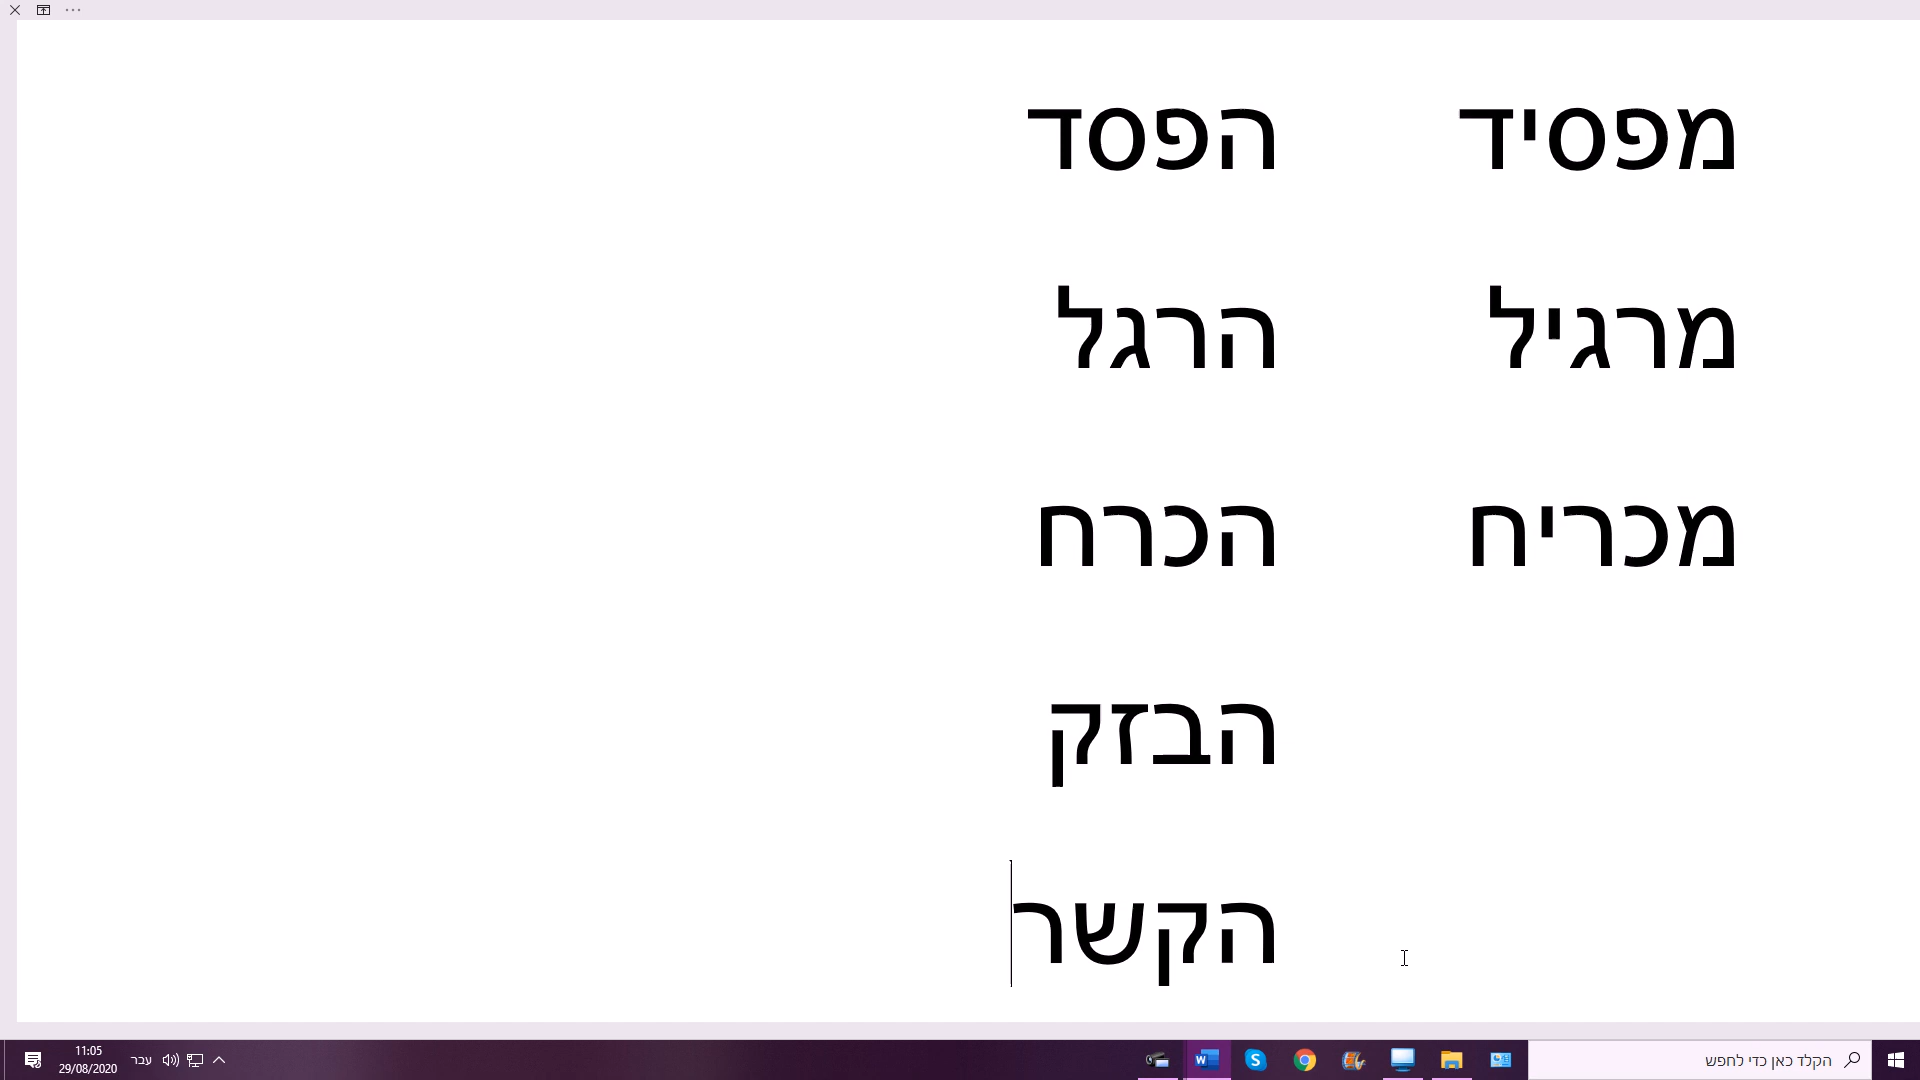 מפסיד הפסד
מרגיל הרגל
מכריח הכרח
הבזק
הקשר
הקלד כאן כדי לחפש
עבר
11:05
29/08/2020